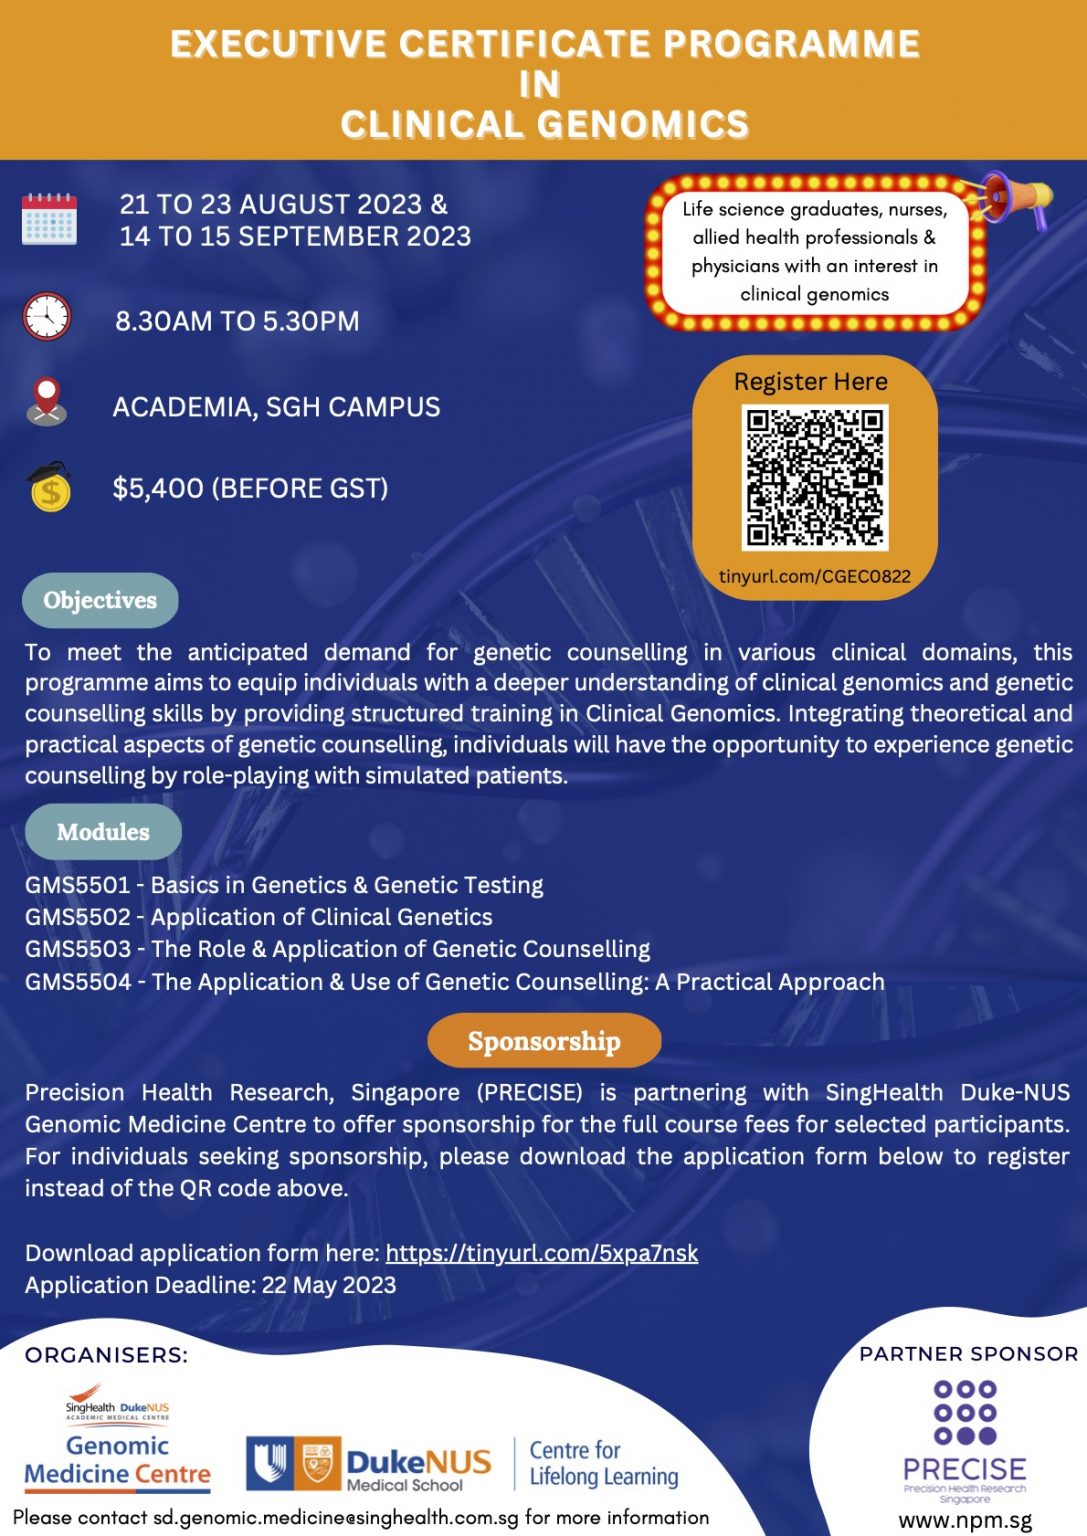 EXECUTIVE CERTIFICATE PROGRAMME
IN
CLINICAL GENOMICS
21 TO 23 AUGUST 2023 &
14 TO 15 SEPTEMBER 2023
8.30AM TO 5.30PM
ACADEMIA, SGH CAMPUS
$5,400 (BEFORE GST)
Life science graduates, nurses,
allied health professionals &
physicians with an interest in
clinical genomics
Register Here
tinyurl.com/CGEC0822
Objectives
To meet the anticipated demand for genetic counselling in various clinical domains, this
programme aims to equip individuals with a deeper understanding of clinical genomics and genetic
counselling skills by providing structured training in Clinical Genomics. Integrating theoretical and
practical aspects of genetic counselling, individuals will have the opportunity to experience genetic
counselling by role-playing with simulated patients.
Modules
GMS5501 - Basics in Genetics & Genetic Testing
GMS5502 - Application of Clinical Genetics
GMS5503 - The Role & Application of Genetic Counselling
GMS5504 - The Application & Use of Genetic Counselling: A Practical Approach
Sponsorship
Precision Health Research, Singapore (PRECISE) is partnering with SingHealth Duke-NUS
Genomic Medicine Centre to offer sponsorship for the full course fees for selected participants.
For individuals seeking sponsorship, please download the application form below to register
instead of the QR code above.
Download application form here: https://tinyurl.com/5xpa7nsk
Application Deadline: 22 May 2023
ORGANISERS:
SingHealth DukeNUS
ACADEMIC MEDICAL CENTRE
Genomic
Medicine Centre
DukeNUS
Medical School
Centre for
Lifelong Learning
Please contact sd.genomic.medicine@singhealth.com.sg for more information
PARTNER SPONSOR
PRECISE
Precision Health Research
Singapore
www.npm.sg